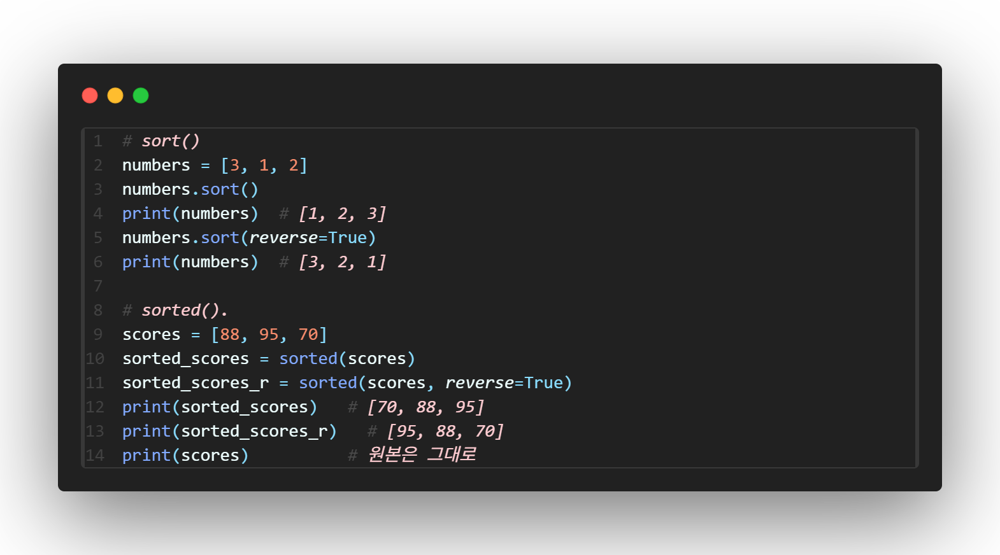 1 # sort()
2 numbers = [3, 1, 2]
3 numbers.sort()
4 print(numbers)  # [1, 2, 3]
5 numbers.sort(reverse=True)
6 print(numbers)  # [3, 2, 1]
7
8 # sorted().
9 scores = [88, 95, 70]
10 sorted_scores = sorted(scores)
11 sorted_scores_r = sorted(scores, reverse=True)
12 print(sorted_scores)   # [70, 88, 95]
13 print(sorted_scores_r)   # [95, 88, 70]
14 print(scores)          # 원본은 그대로